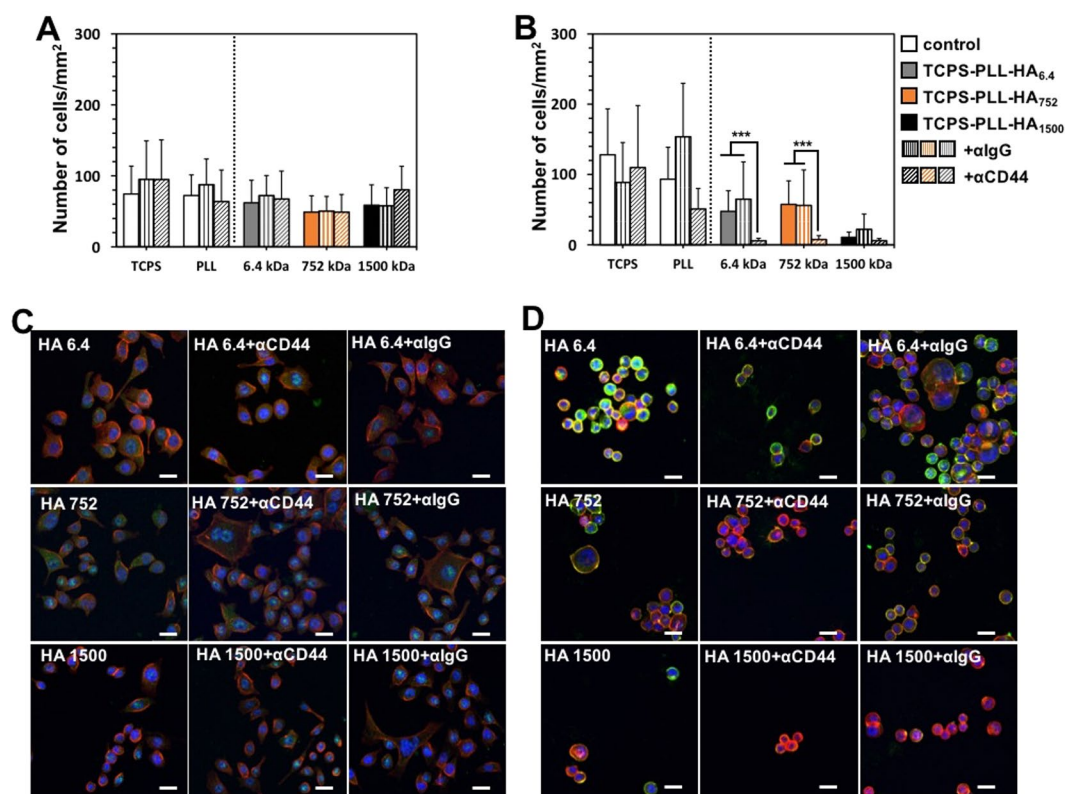 A
Number of cells/mm²
300
200
100
0
TCPS
PLL
6.4 kDa
752 kDa
1500 kDa
B
Number of cells/mm²
300
200
100
0
***
***
TCPS
PLL
6.4 kDa
752 kDa
1500 kDa
control
TCPS-PLL-HA6.4
TCPS-PLL-HA752
TCPS-PLL-HA1500
+αIgG
+αCD44
C
HA 6.4
HA 6.4+αCD44
HA 6.4+αIgG
HA 752
HA 752+αCD44
HA 752+αIgG
HA 1500
HA 1500+αCD44
HA 1500+αIgG
D
HA 6.4
HA 6.4+αCD44
HA 6.4+αIgG
HA 752
HA 752+αCD44
HA 752+αIgG
HA 1500
HA 1500+αCD44
HA 1500+αIgG